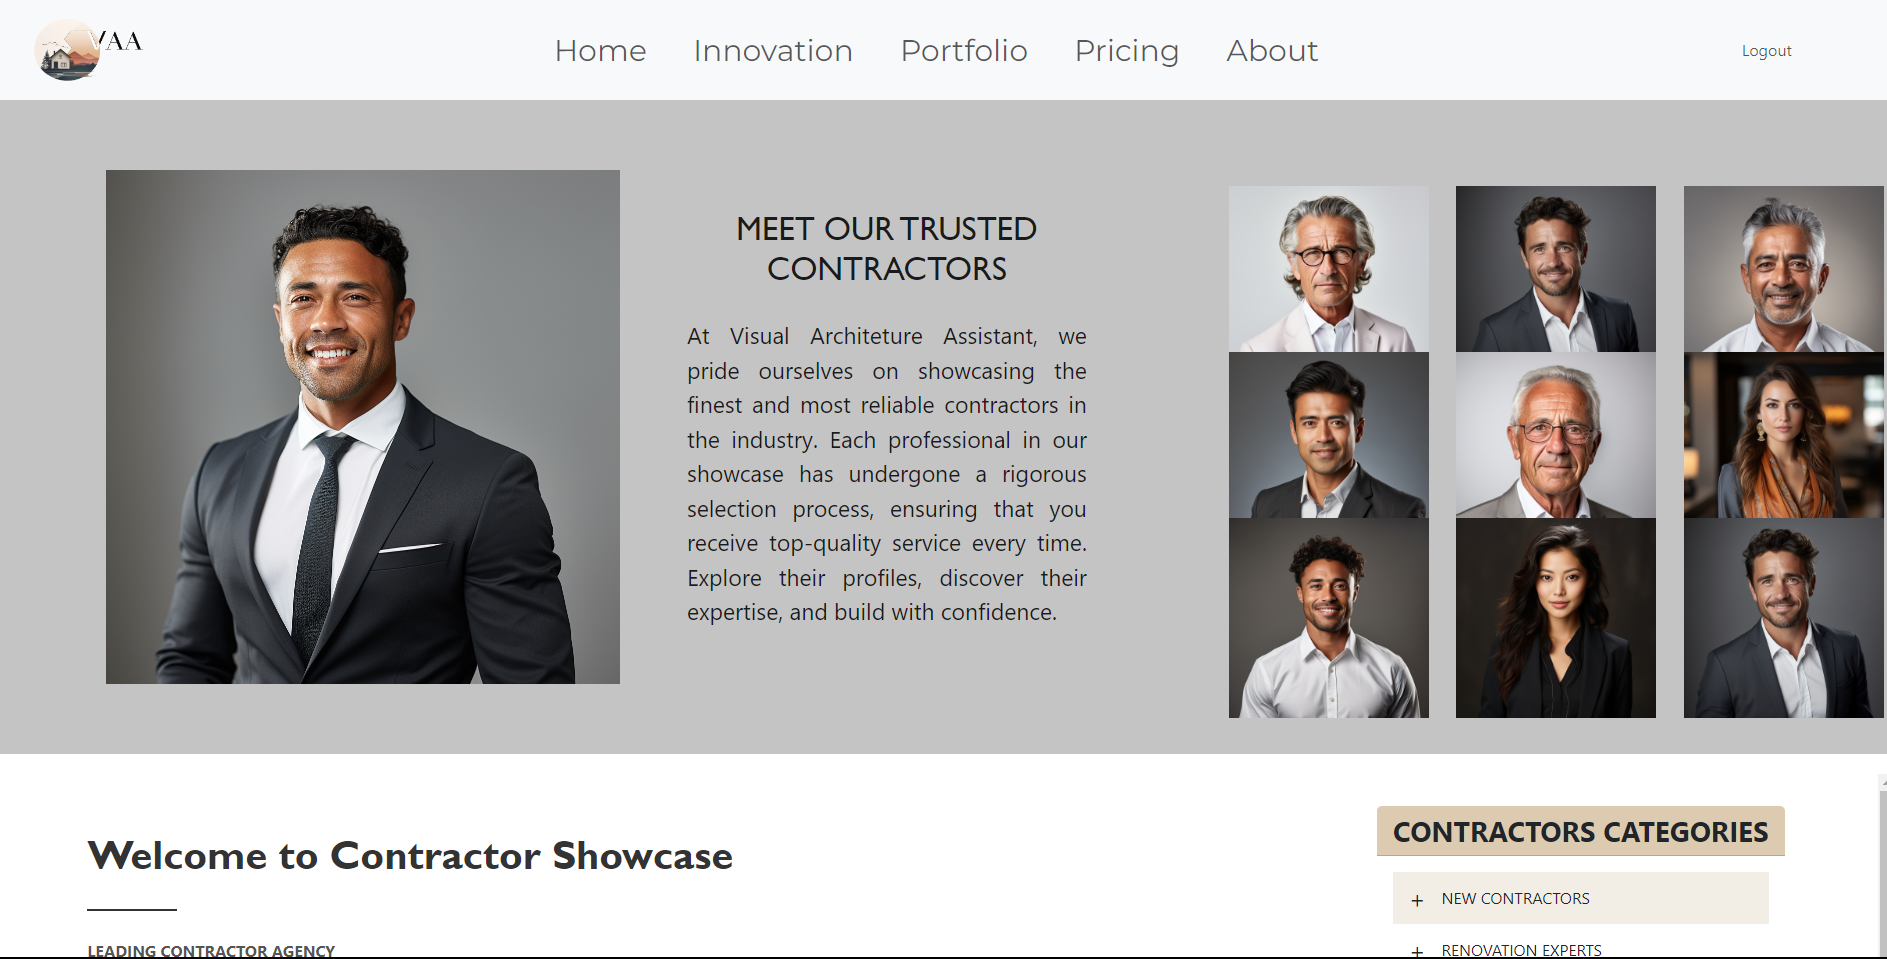 VAA
Home Innovation Portfolio Pricing About
Logout
MEET OUR TRUSTED
CONTRACTORS
At Visual Architeture Assistant, we
pride ourselves on showcasing the
finest and most reliable contractors in
the industry. Each professional in our
showcase has undergone a rigorous
selection process, ensuring that you
receive top-quality service every time.
Explore their profiles, discover their
expertise, and build with confidence.
Welcome to Contractor Showcase
LEADING CONTRACTOR AGENCY
CONTRACTORS CATEGORIES
+ NEW CONTRACTORS
+ RENOVATION EXPERTS